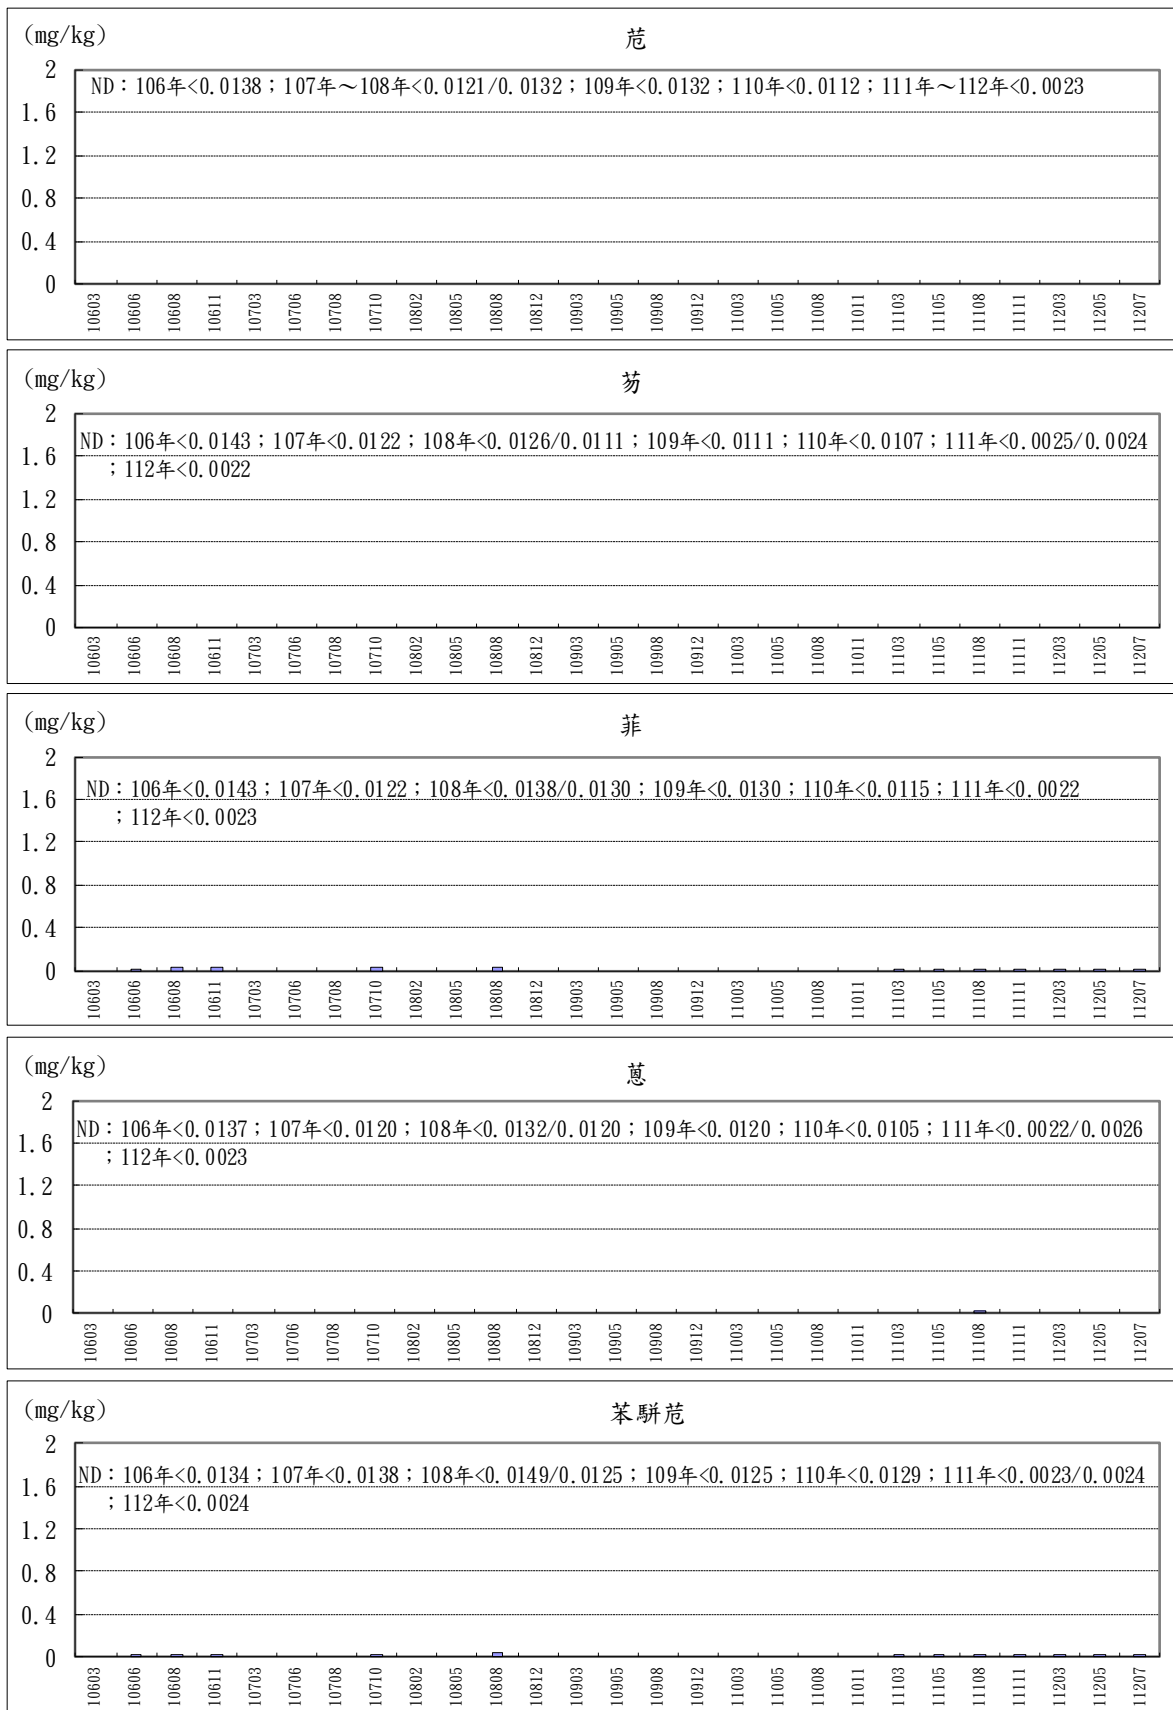 (mg/kg)
苊
ND：106年<0.0138；107年～108年<0.0121/0.0132；109年<0.0132；110年<0.0112；111年～112年<0.0023
2
1.6
1.2
0.8
0.4
0
10603 10606 10608 10611 10703 10706 10708 10710 10802 10805 10808 10812 10903 10905 10908 10912 11003 11005 11008 11011 11103 11105 11108 11111 11203 11205 11207
(mg/kg)
芴
ND：106年<0.0143；107年<0.0122；108年<0.0126/0.0111；109年<0.0111；110年<0.0107；111年<0.0025/0.0024
；112年<0.0022
2
1.6
1.2
0.8
0.4
0
10603 10606 10608 10611 10703 10706 10708 10710 10802 10805 10808 10812 10903 10905 10908 10912 11003 11005 11008 11011 11103 11105 11108 11111 11203 11205 11207
(mg/kg)
菲
ND：106年<0.0143；107年<0.0122；108年<0.0138/0.0130；109年<0.0130；110年<0.0115；111年<0.0022
；112年<0.0023
2
1.6
1.2
0.8
0.4
0
10603 10606 10608 10611 10703 10706 10708 10710 10802 10805 10808 10812 10903 10905 10908 10912 11003 11005 11008 11011 11103 11105 11108 11111 11203 11205 11207
(mg/kg)
蒽
ND：106年<0.0137；107年<0.0120；108年<0.0132/0.0120；109年<0.0120；110年<0.0105；111年<0.0022/0.0026
；112年<0.0023
2
1.6
1.2
0.8
0.4
0
10603 10606 10608 10611 10703 10706 10708 10710 10802 10805 10808 10812 10903 10905 10908 10912 11003 11005 11008 11011 11103 11105 11108 11111 11203 11205 11207
(mg/kg)
苯駢苊
ND：106年<0.0134；107年<0.0138；108年<0.0149/0.0125；109年<0.0125；110年<0.0129；111年<0.0023/0.0024
；112年<0.0024
2
1.6
1.2
0.8
0.4
0
10603 10606 10608 10611 10703 10706 10708 10710 10802 10805 10808 10812 10903 10905 10908 10912 11003 11005 11008 11011 11103 11105 11108 11111 11203 11205 11207